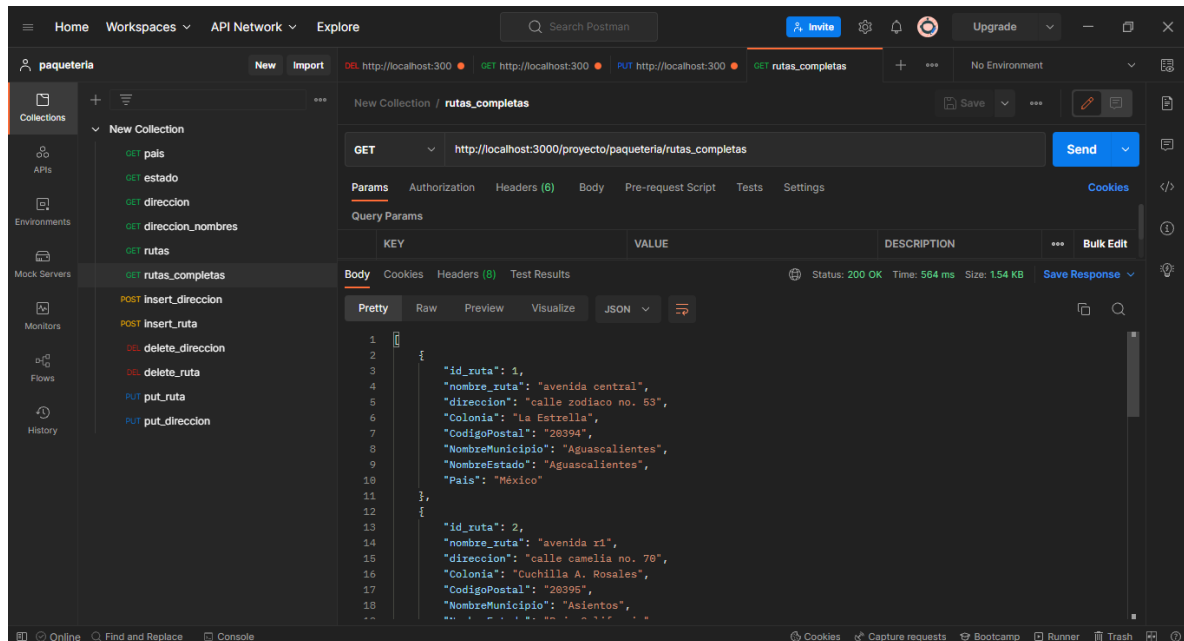 Home Workspaces API Network Explore Search Postman Invite Upgrade
paqueteria New Import DEL http://localhost:300 GET http://localhost:300 PUT http://localhost:300 GET rutas_completas No Environment
Collections
APIs
Environments
Mock Servers
Monitors
Flows
History
New Collection
GET pais
GET estado
GET direccion
GET direccion_nombres
GET rutas
GET rutas_completas
POST insert_direccion
POST insert_ruta
DEL delete_direccion
DEL delete_ruta
PUT put_ruta
PUT put_direccion
New Collection / rutas_completas Save
GET http://localhost:3000/proyecto/paqueteria/rutas_completas Send
Params Authorization Headers (6) Body Pre-request Script Tests Settings Cookies
Query Params
KEY VALUE DESCRIPTION Bulk Edit
Body Cookies Headers (8) Test Results Status: 200 OK Time: 564 ms Size: 1.54 KB Save Response
Pretty Raw Preview Visualize JSON
1 [
2 {
3 "id_ruta": 1,
4 "nombre_ruta": "avenida central",
5 "direccion": "calle zodiaco no. 53",
6 "Colonia": "La Estrella",
7 "CodigoPostal": "20394",
8 "NombreMunicipio": "Aguascalientes",
9 "NombreEstado": "Aguascalientes",
10 "Pais": "México"
11 },
12 {
13 "id_ruta": 2,
14 "nombre_ruta": "avenida r1",
15 "direccion": "calle camelia no. 70",
16 "Colonia": "Cuchilla A. Rosales",
17 "CodigoPostal": "20395",
18 "NombreMunicipio": "Asientos",
Online Find and Replace Console Cookies Capture requests Bootcamp Runner Trash